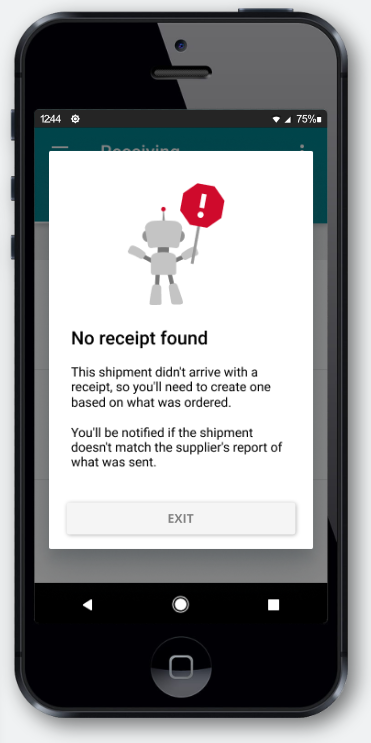 12:44 75%
Receiving
!
No receipt found
This shipment didn't arrive with a
receipt, so you'll need to create one
based on what was ordered.
You'll be notified if the shipment
doesn't match the supplier's report of
what was sent.
EXIT